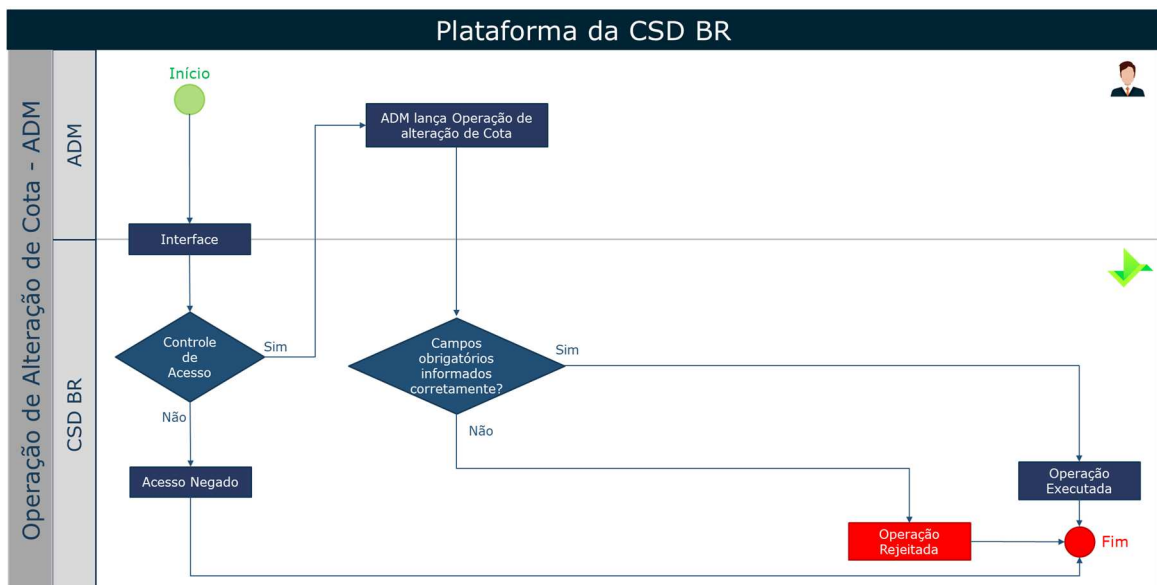 Plataforma da CSD BR
Operação de Alteração de Cota - ADM
ADM
Início
ADM lança Operação de
alteração de Cota
Interface
CSD BR
Controle
de
Acesso
Sim
Não
Campos
obrigatórios
informados
corretamente?
Sim
Não
Acesso Negado
Operação
Executada
Operação
Rejeitada
Fim